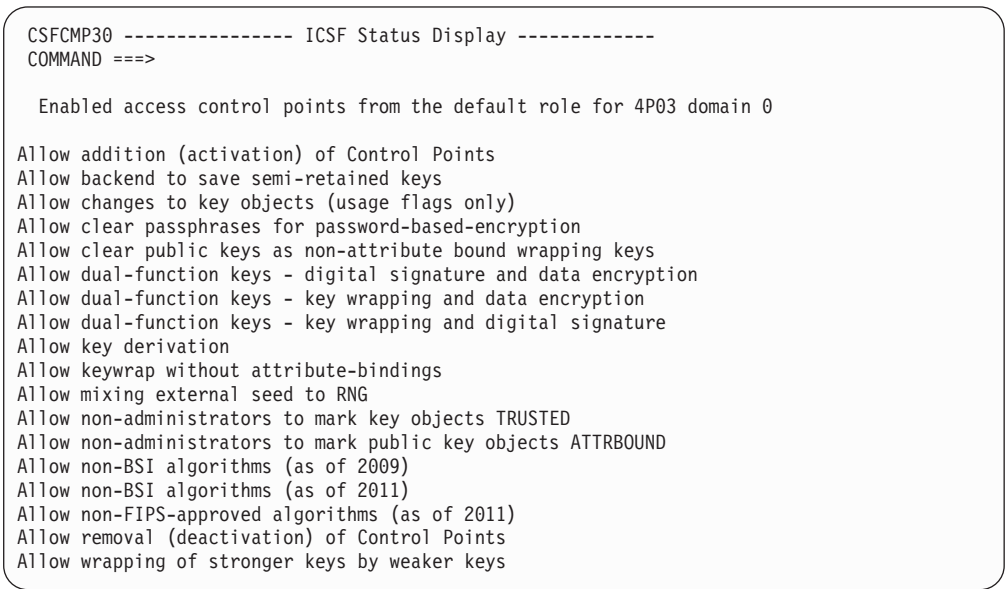 CSFCMP30 ---------------- ICSF Status Display -------------
COMMAND ===>
Enabled access control points from the default role for 4P03 domain 0
Allow addition (activation) of Control Points
Allow backend to save semi-retained keys
Allow changes to key objects (usage flags only)
Allow clear passphrases for password-based-encryption
Allow clear public keys as non-attribute bound wrapping keys
Allow dual-function keys - digital signature and data encryption
Allow dual-function keys - key wrapping and data encryption
Allow dual-function keys - key wrapping and digital signature
Allow key derivation
Allow keywrap without attribute-bindings
Allow mixing external seed to RNG
Allow non-administrators to mark key objects TRUSTED
Allow non-administrators to mark public key objects ATTRBOUND
Allow non-BSI algorithms (as of 2009)
Allow non-BSI algorithms (as of 2011)
Allow non-FIPS-approved algorithms (as of 2011)
Allow removal (deactivation) of Control Points
Allow wrapping of stronger keys by weaker keys